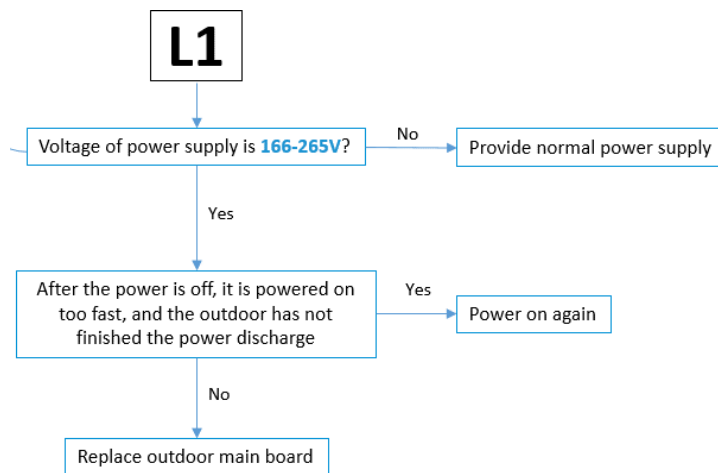 L1
Voltage of power supply is 166-265V?
No
Provide normal power supply
Yes
After the power is off, it is powered on
too fast, and the outdoor has not
finished the power discharge
Yes
Power on again
No
Replace outdoor main board